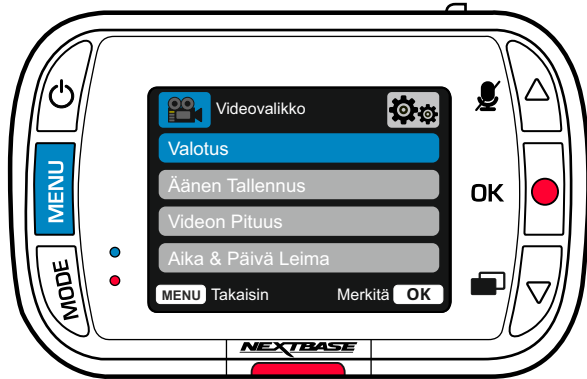 Videovalikko
MENU
Valotus
Äänen Tallennus
OK
Videon Pituus
MODE
Aika & Päivä Leima
MENU Takaisin Merkitä OK
NEXTBASE